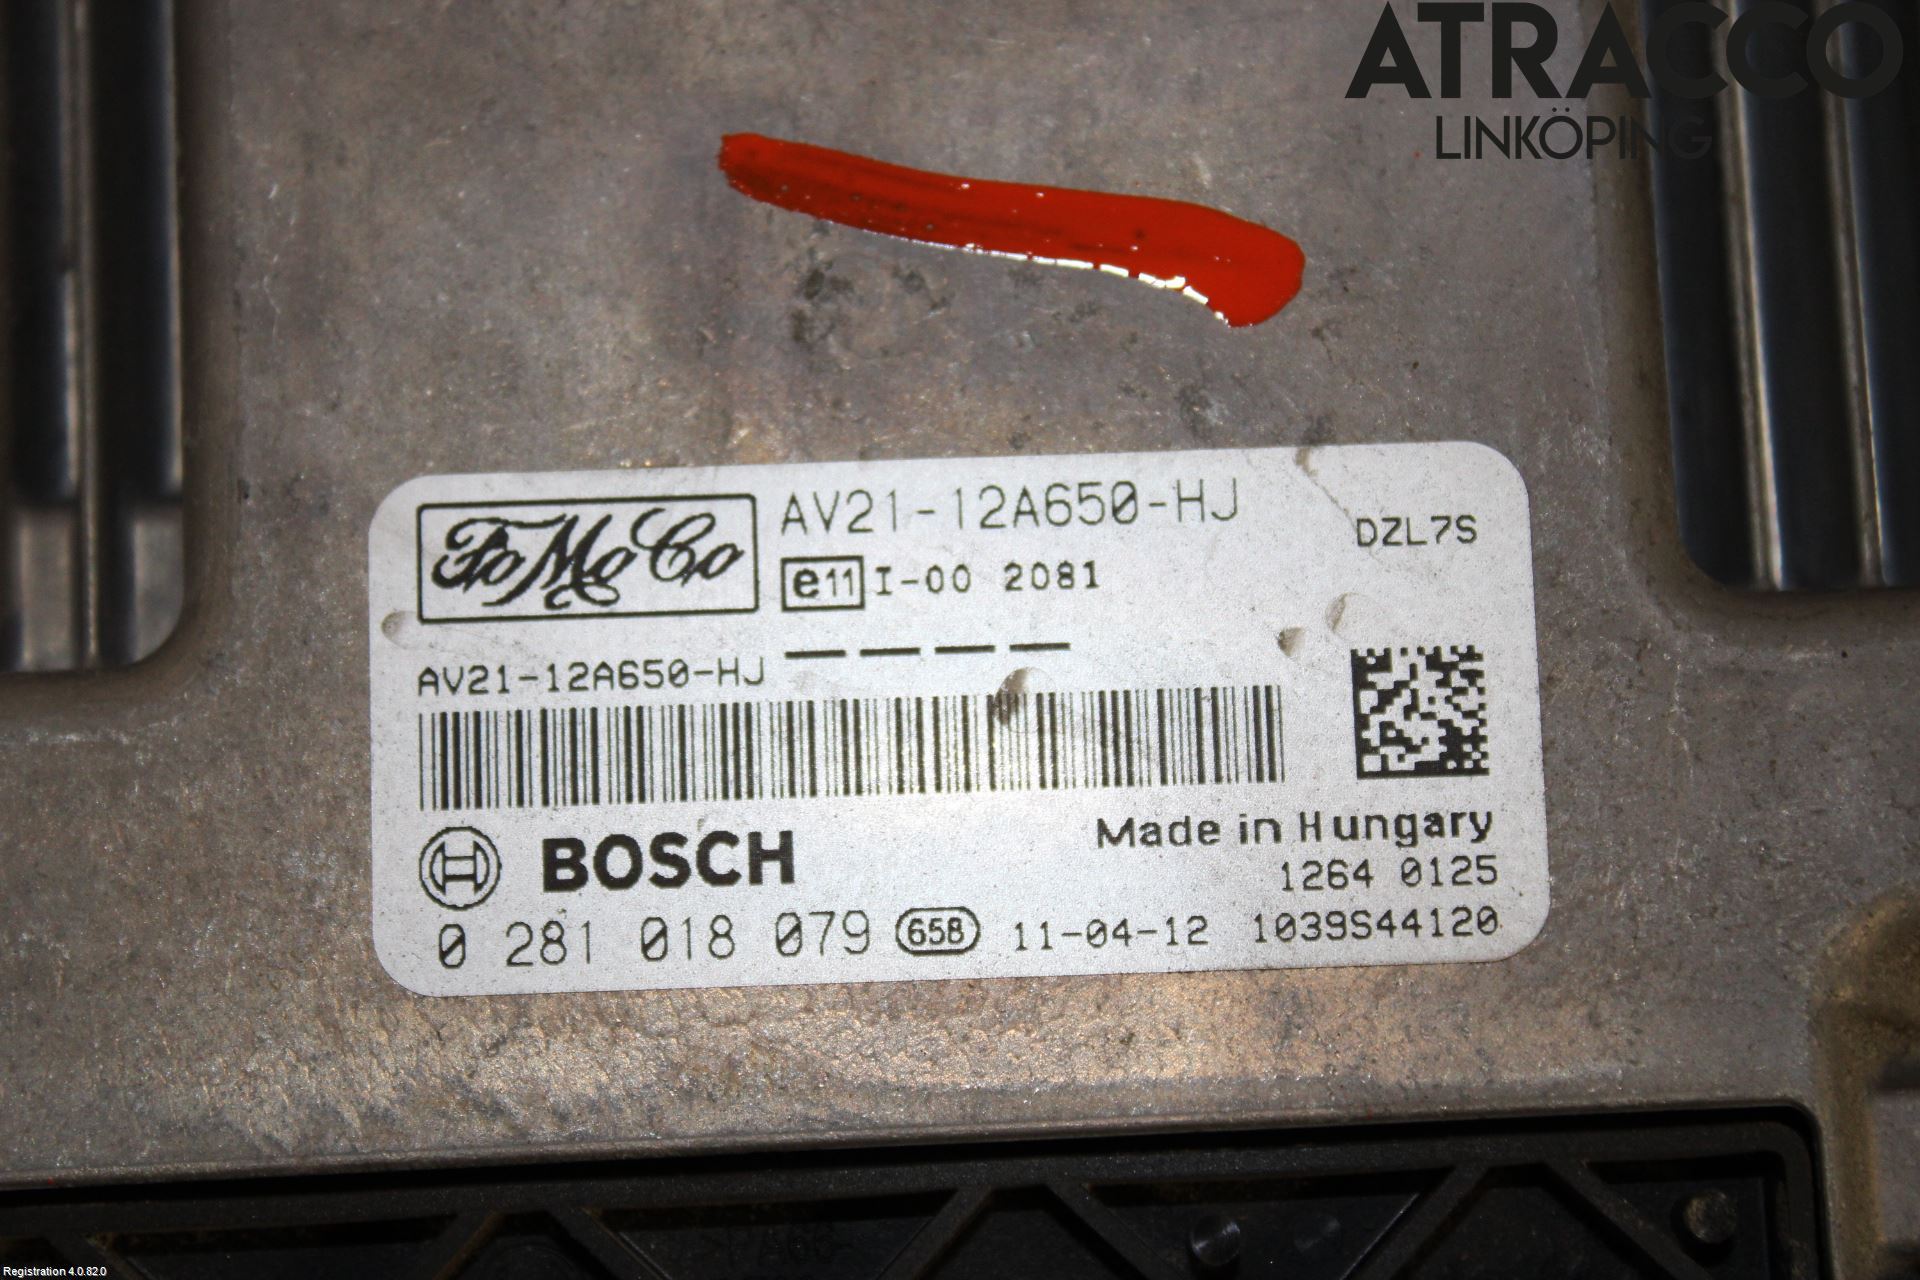 ATRACCO
LINKÖPING
FoMoCo
AV21-12A650-HJ
DZL7S
e11 I-00 2081
AV21-12A650-HJ
BOSCH
Made in Hungary
1264 0125
0 281 018 079 658 11-04-12 1039S44120
Registration 4.0.82.0